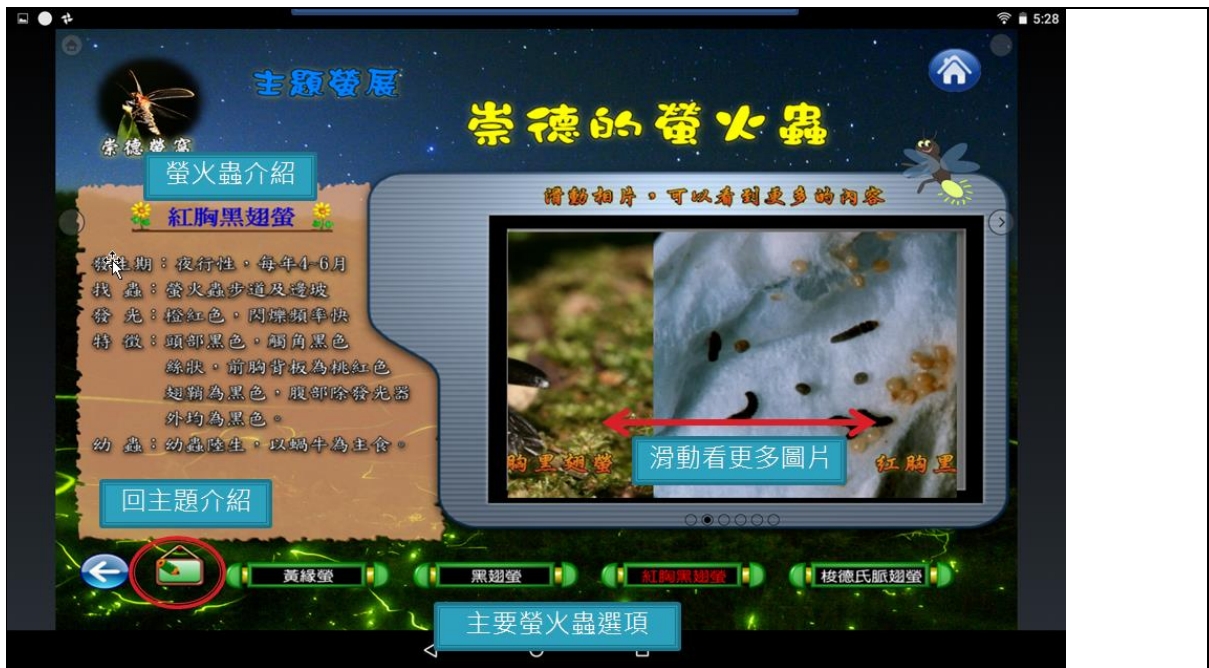 5:28
主題螢展
崇德的螢火蟲
崇德螢窩
螢火蟲介紹
滑動相片，可以看到更多的內容
紅胸黑翅螢
發生期：夜行性，每年4-6月
找 蟲：螢火蟲步道及邊坡
發 光：橙紅色，閃爍頻率快
特 徵：頭部黑色，觸角黑色
絲狀，前胸背板為桃紅色
翅鞘為黑色，腹部除發光器
外均為黑色。
幼 蟲：幼蟲陸生，以蝸牛為主食。
胸黑翅螢
紅胸黑
滑動看更多圖片
回主題介紹
黃緣螢
黑翅螢
紅胸黑翅螢
梭德氏脈翅螢
主要螢火蟲選項